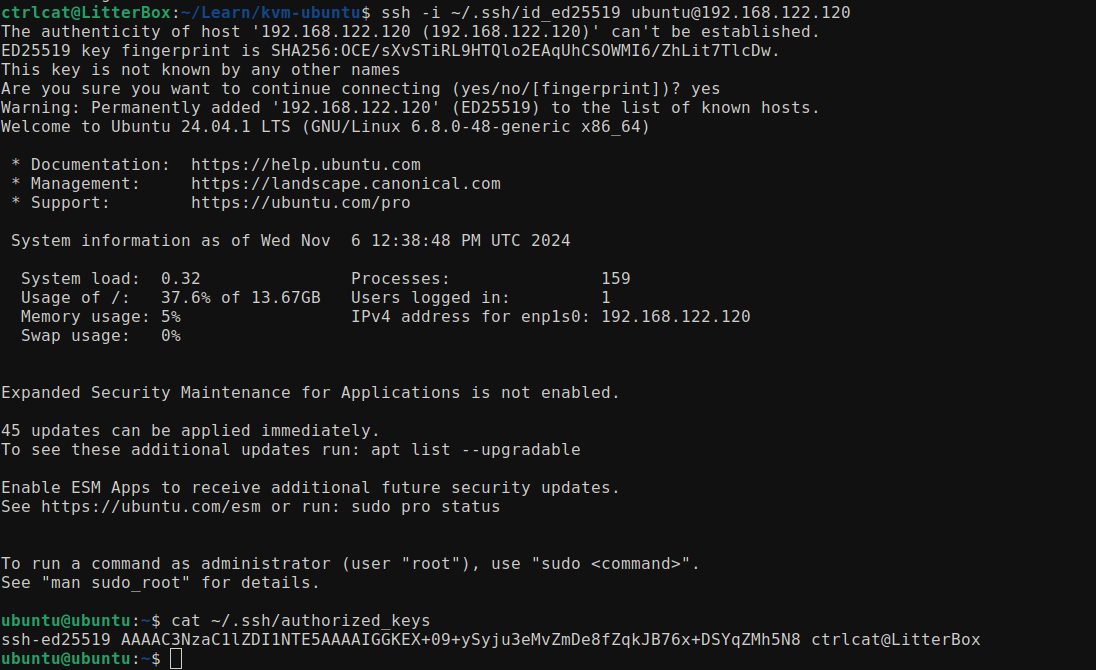 ctrlcat@LitterBox:~/Learn/kvm-ubuntu$ ssh -i ~/.ssh/id_ed25519 ubuntu@192.168.122.120
The authenticity of host '192.168.122.120 (192.168.122.120)' can't be established.
ED25519 key fingerprint is SHA256:OCE/sXvSTiRL9HTQlo2EAqUhCSOWMI6/ZhLit7TlcDw.
This key is not known by any other names
Are you sure you want to continue connecting (yes/no/[fingerprint])? yes
Warning: Permanently added '192.168.122.120' (ED25519) to the list of known hosts.
Welcome to Ubuntu 24.04.1 LTS (GNU/Linux 6.8.0-48-generic x86_64)

 * Documentation:  https://help.ubuntu.com
 * Management:     https://landscape.canonical.com
 * Support:        https://ubuntu.com/pro

 System information as of Wed Nov  6 12:38:48 PM UTC 2024

  System load:  0.32               Processes:               159
  Usage of /:   37.6% of 13.67GB   Users logged in:         1
  Memory usage: 5%                 IPv4 address for enp1s0: 192.168.122.120
  Swap usage:   0%

Expanded Security Maintenance for Applications is not enabled.

45 updates can be applied immediately.
To see these additional updates run: apt list --upgradable

Enable ESM Apps to receive additional future security updates.
See https://ubuntu.com/esm or run: sudo pro status

To run a command as administrator (user "root"), use "sudo <command>".
See "man sudo_root" for details.

ubuntu@ubuntu:~$ cat ~/.ssh/authorized_keys
ssh-ed25519 AAAAC3NzaC1lZDI1NTE5AAAAIGGKEX+09+ySyju3eMvZmDe8fZqkJB76x+DSYqZMh5N8 ctrlcat@LitterBox
ubuntu@ubuntu:~$